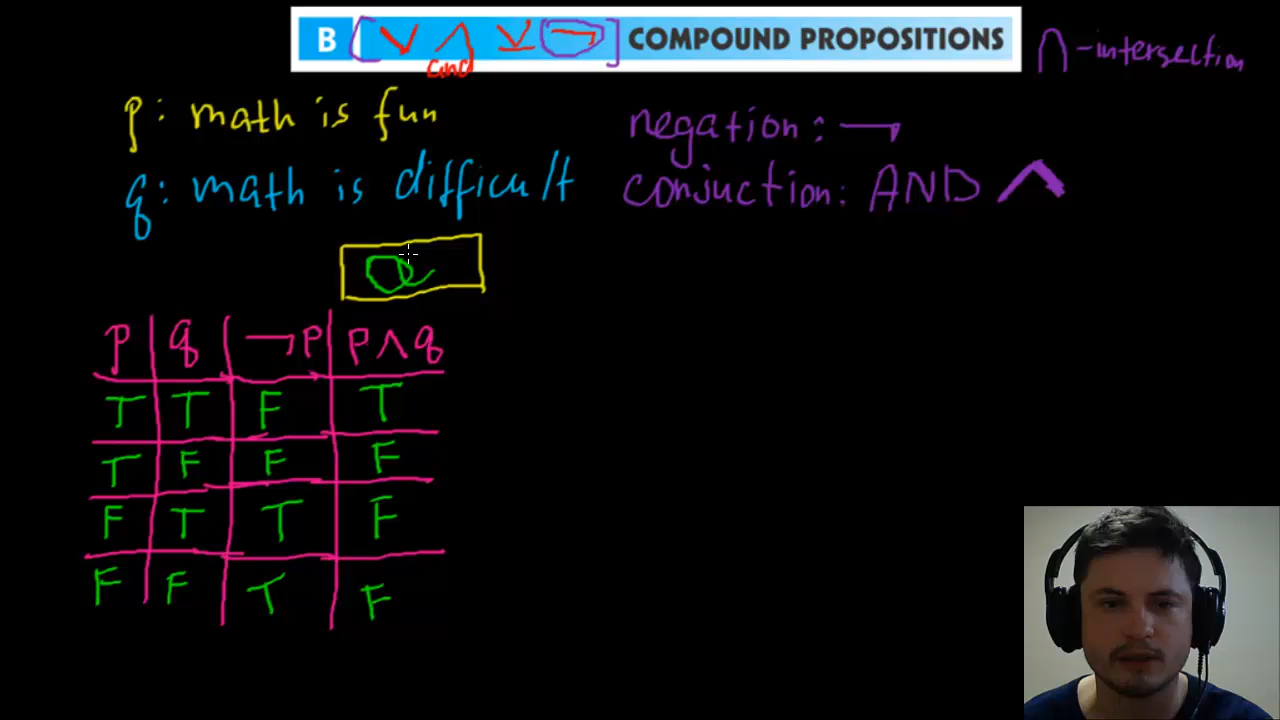 B [ ∨ ∧ ⊻ ¬ ] COMPOUND PROPOSITIONS
and
∩ - intersection
p: math is fun
q: math is difficult
negation: ¬
conjuction: AND ∧
p q ¬p p ∧ q
T T F T
T F F F
F T T F
F F T F